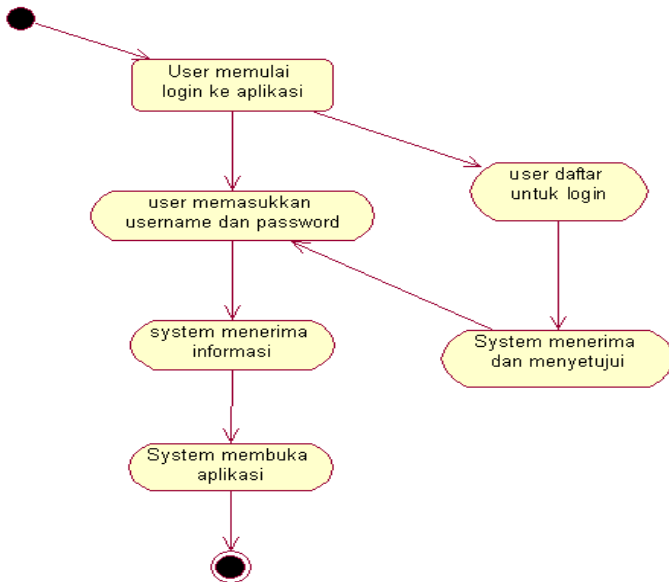 User memulai
login ke aplikasi
user daftar
untuk login
user memasukkan
username dan password
system menerima
informasi
System menerima
dan menyetujui
System membuka
aplikasi